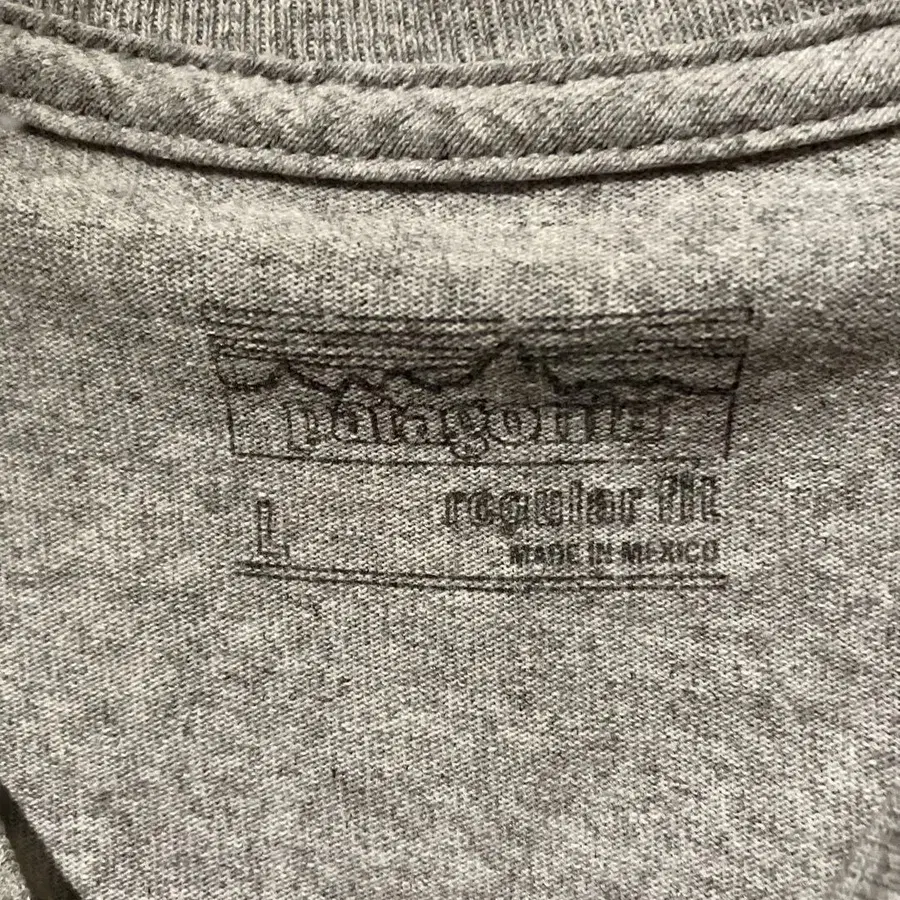 patagonia
L
regular fit
MADE IN MEXICO